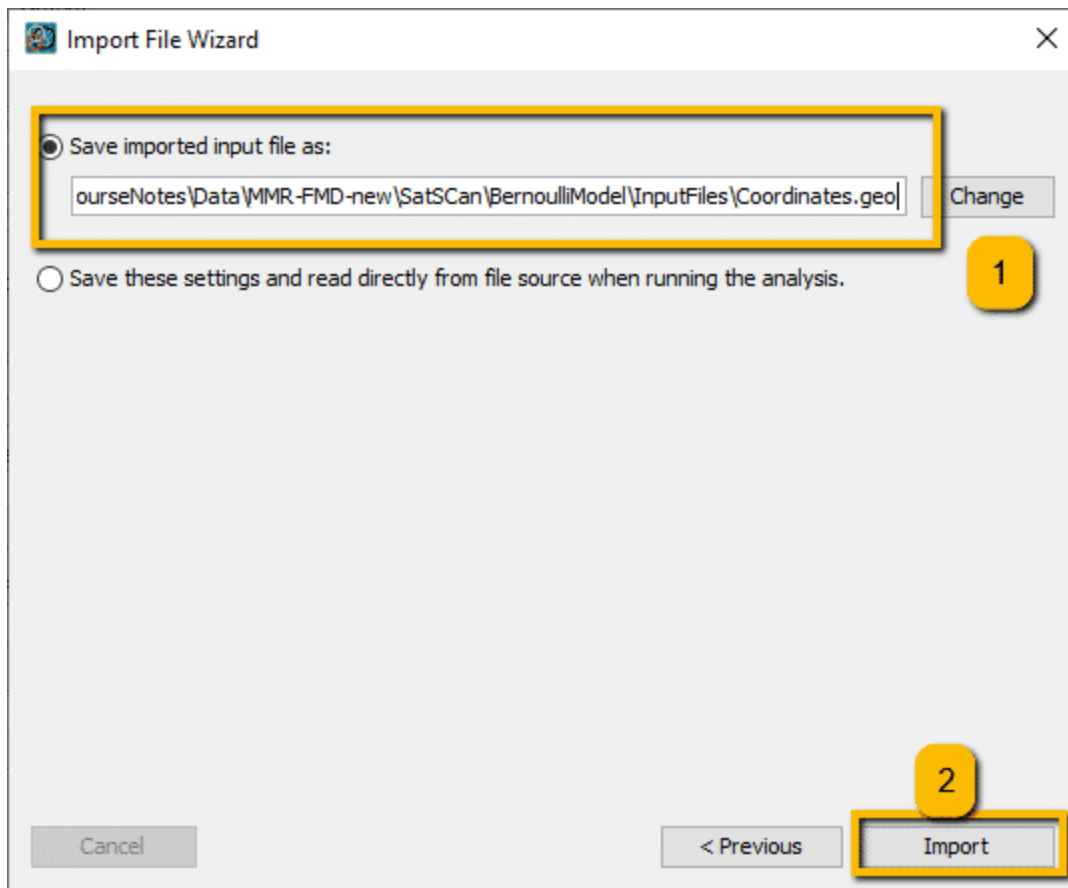 Import File Wizard
Save imported input file as:
ourseNotes\Data\MMR-FMD-new\SatSCan\BernoulliModel\InputFiles\Coordinates.geo
Change
1
Save these settings and read directly from file source when running the analysis.
2
Cancel
< Previous
Import